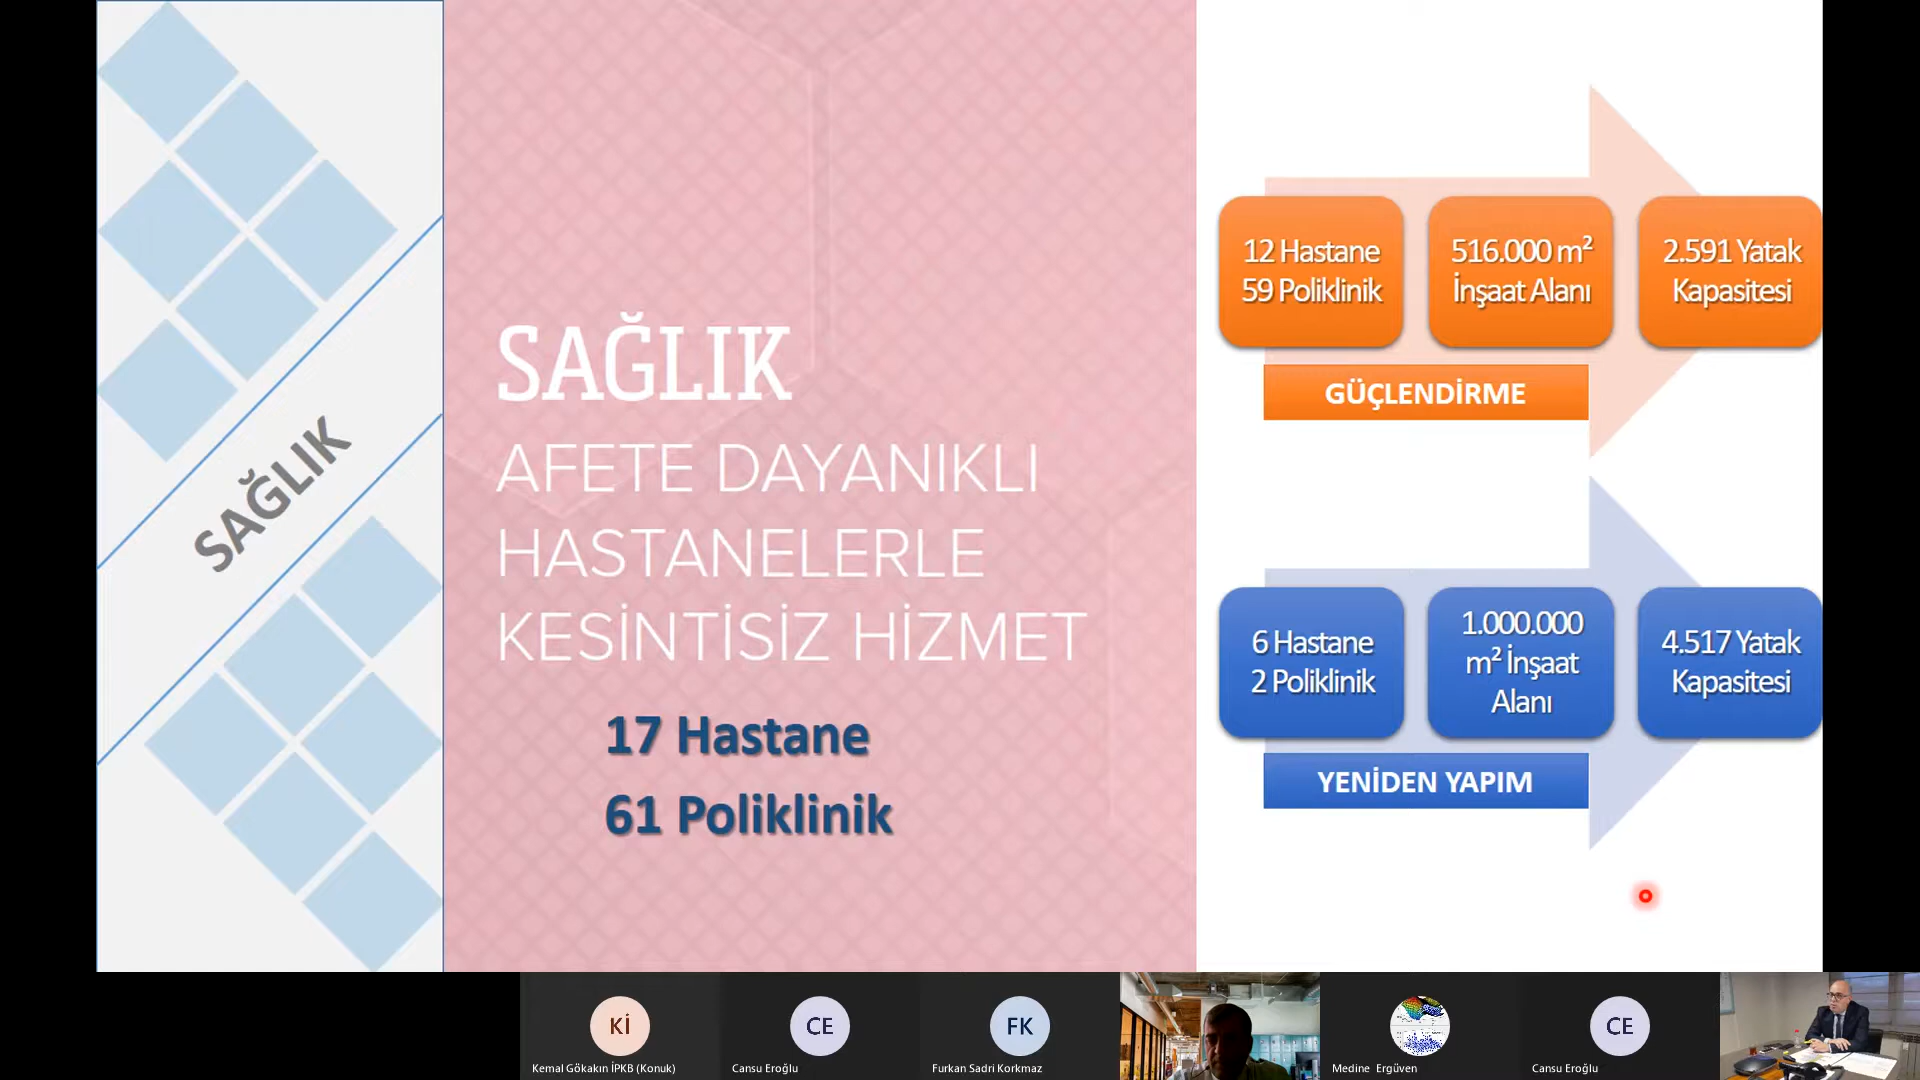 SAĞLIK
SAĞLIK
AFETE DAYANIKLI
HASTANELERLE
KESİNTİSİZ HİZMET
17 Hastane
61 Poliklinik
12 Hastane
59 Poliklinik
516.000 m²
İnşaat Alanı
2.591 Yatak
Kapasitesi
GÜÇLENDİRME
6 Hastane
2 Poliklinik
1.000.000
m² İnşaat
Alanı
4.517 Yatak
Kapasitesi
YENİDEN YAPIM
Kİ
Kemal Gökakın İPKB (Konuk)
CE
Cansu Eroğlu
FK
Furkan Sadri Korkmaz
Medine Ergüven
CE
Cansu Eroğlu